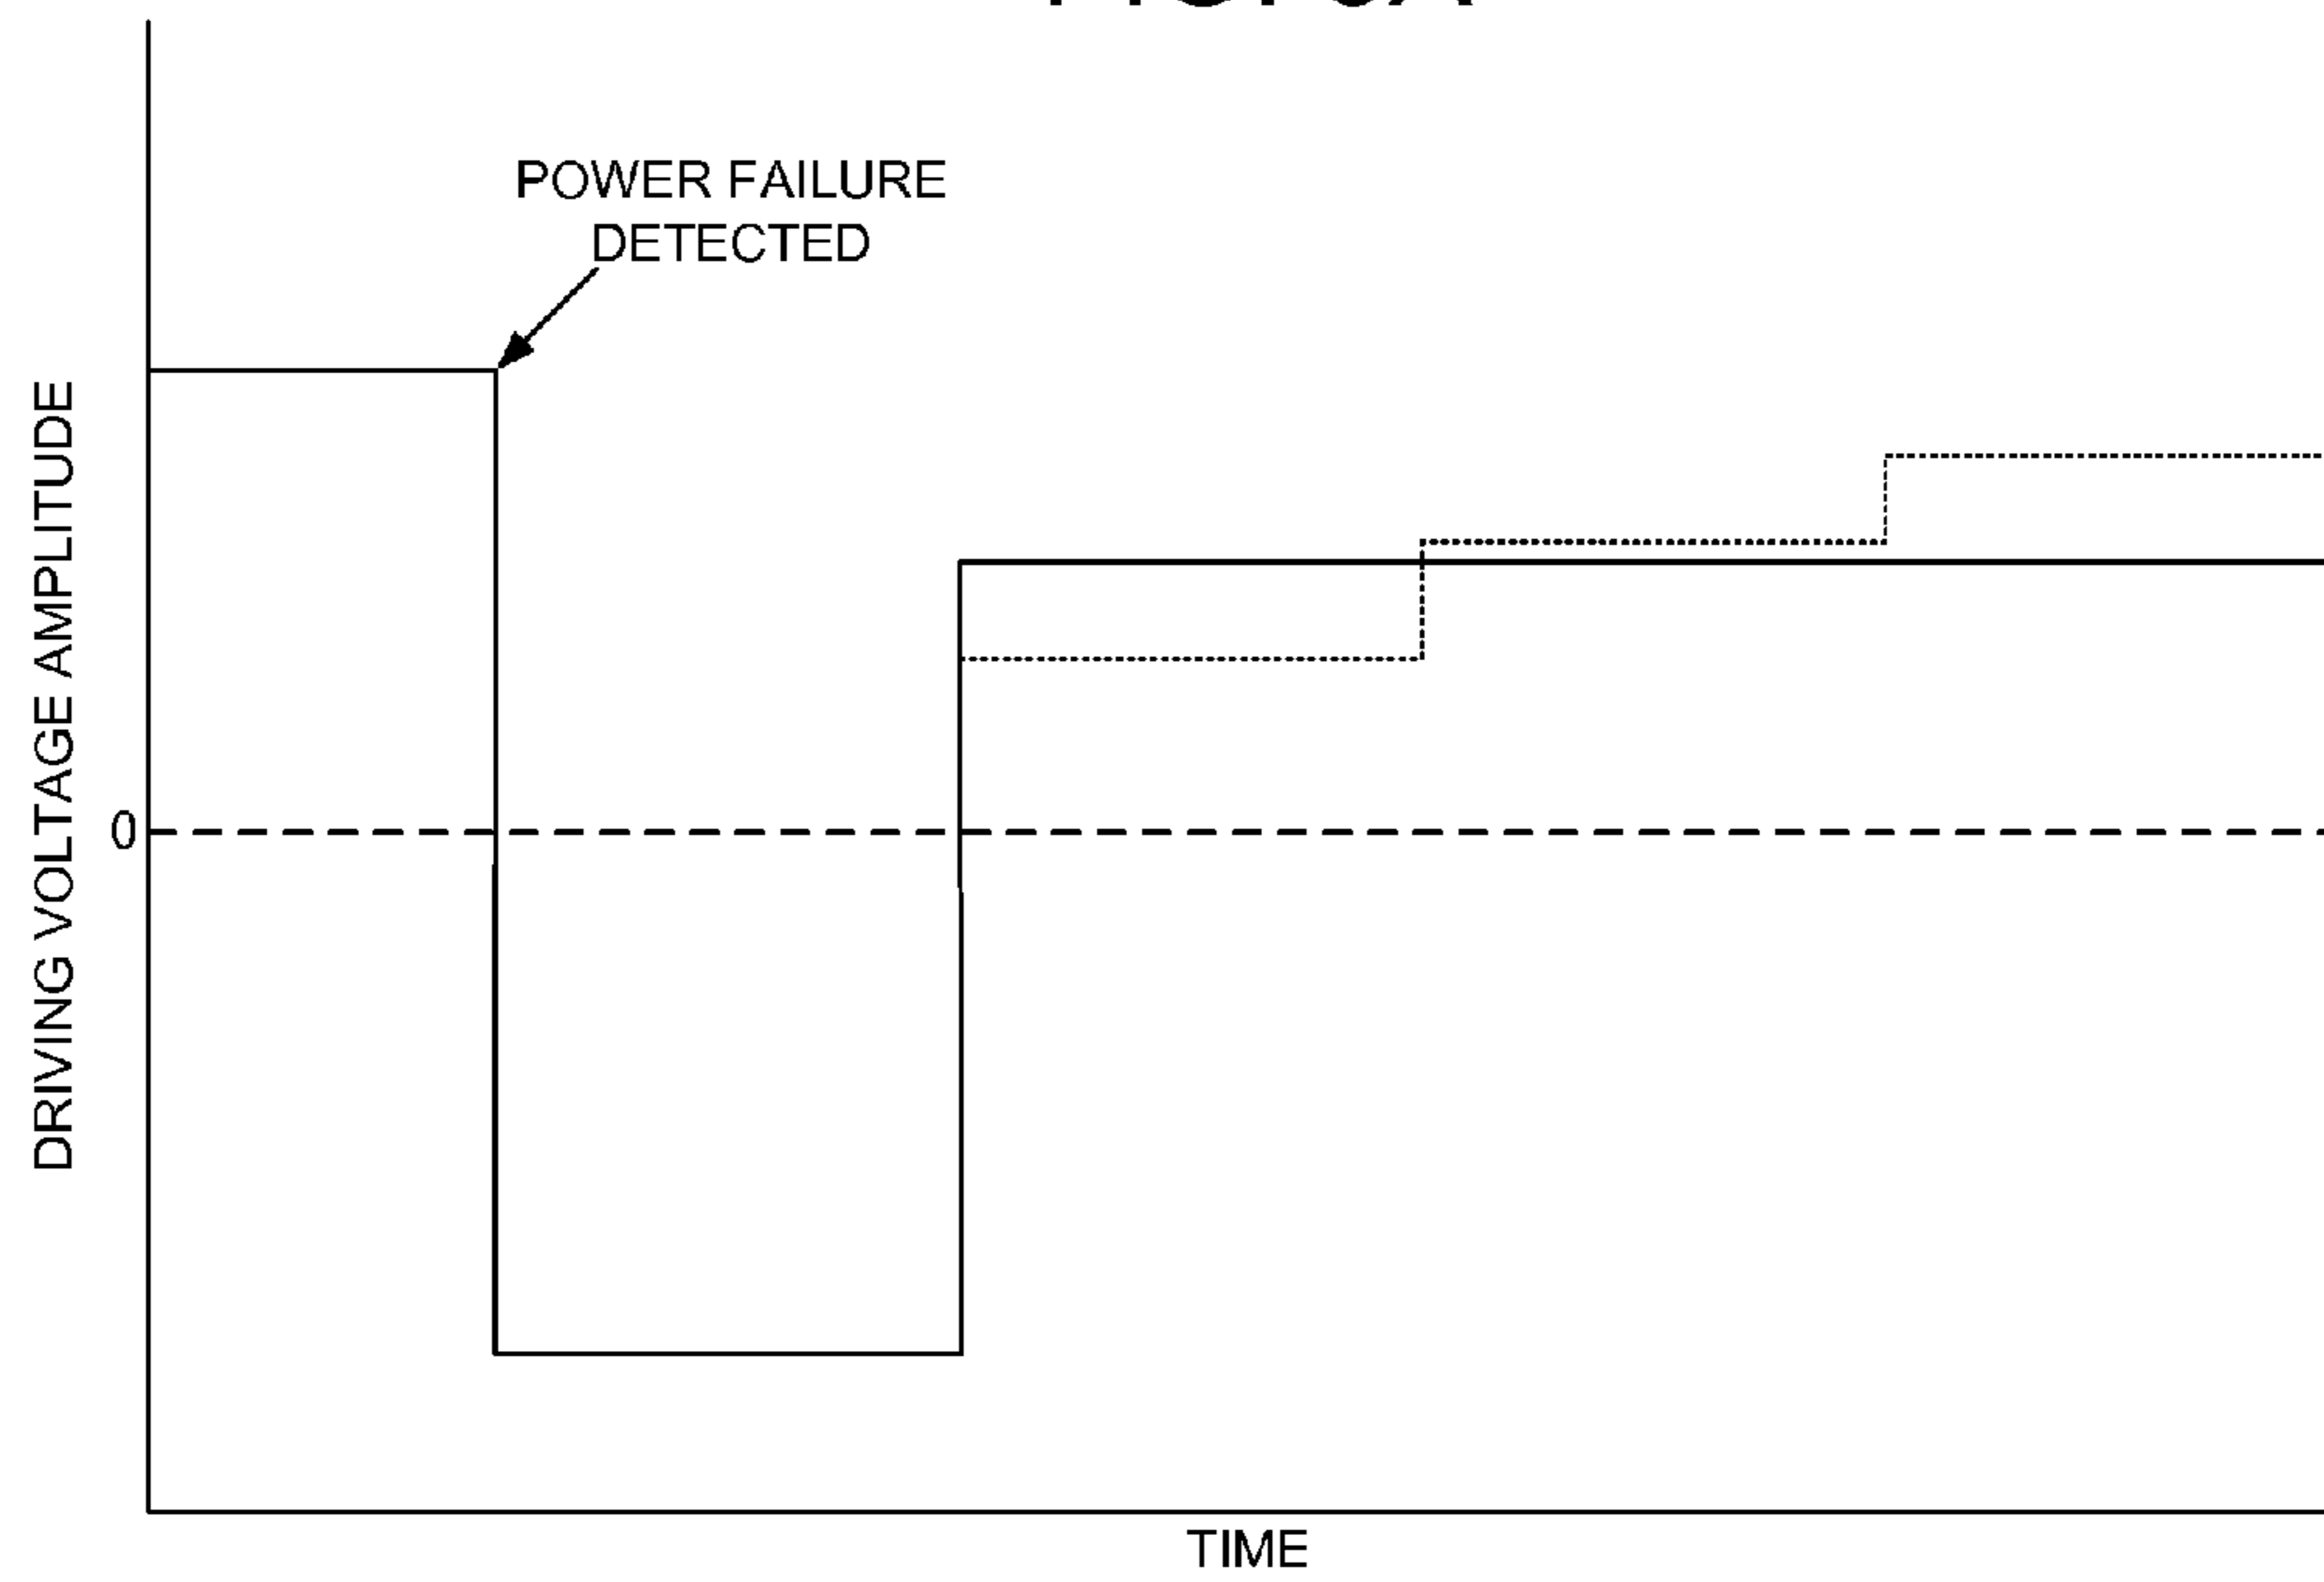 POWER FAILURE
DETECTED
DRIVING VOLTAGE AMPLITUDE
0
TIME